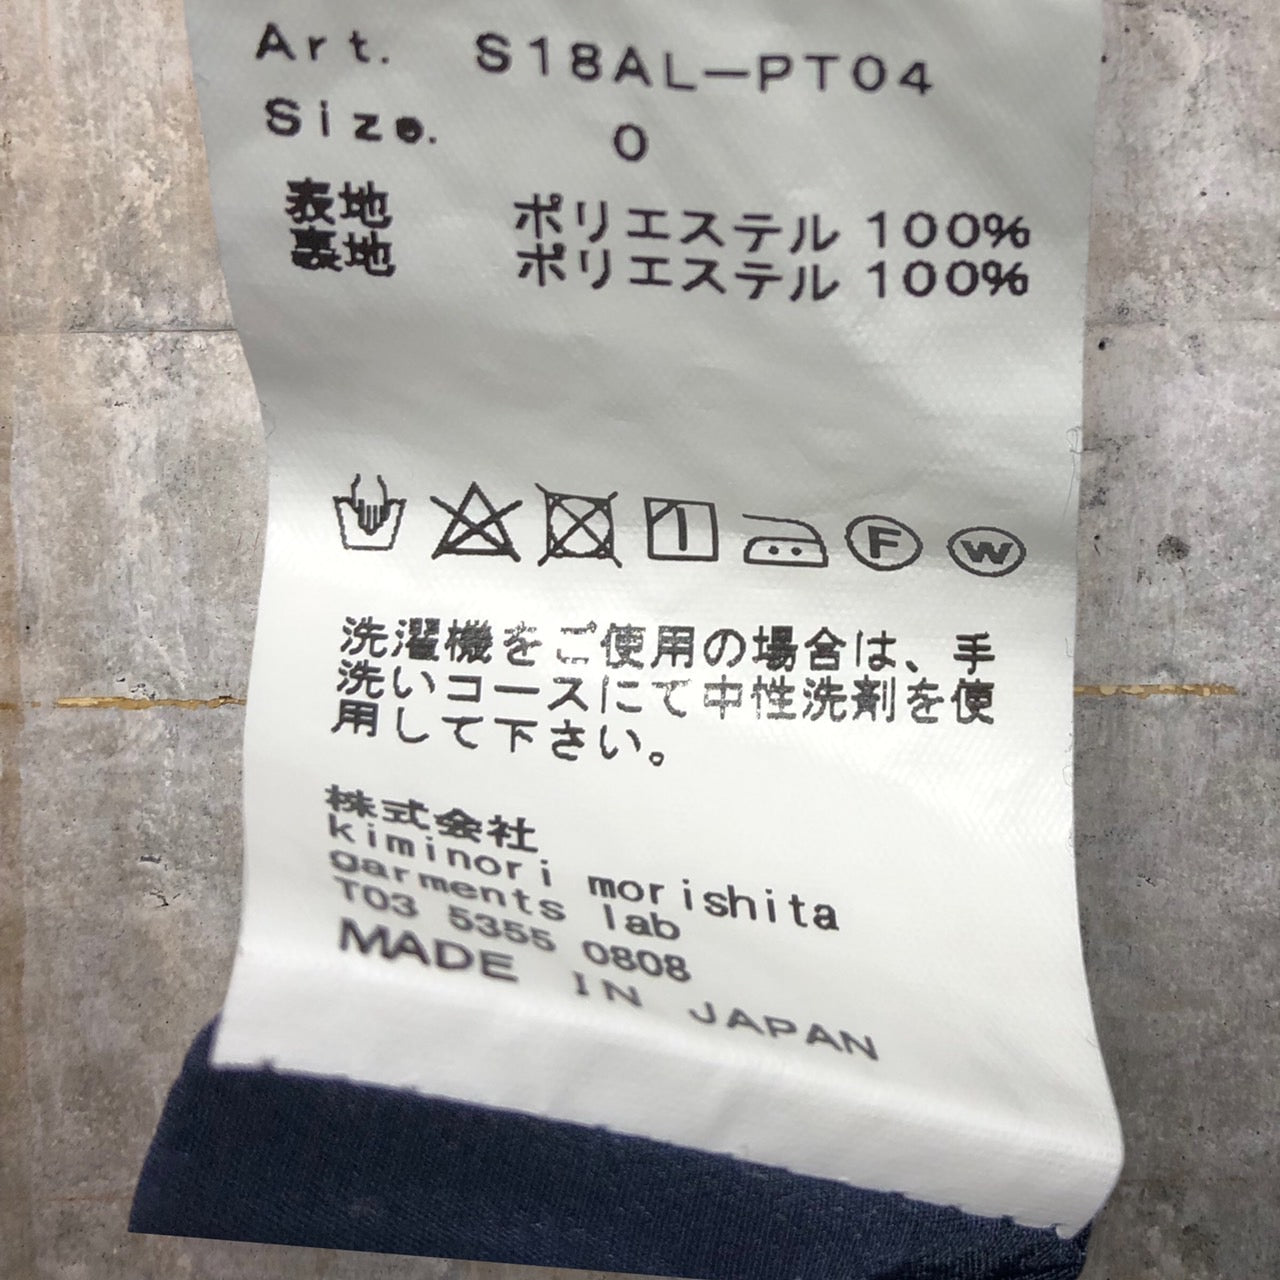 Art. S18AL-PT04
Size. 0
表地 ポリエステル 100%
裏地 ポリエステル 100%
F W
洗濯機をご使用の場合は、手
洗いコースにて中性洗剤を使
用して下さい。
株式会社
kiminori morishita
garments lab
T03 5355 0808
MADE IN JAPAN